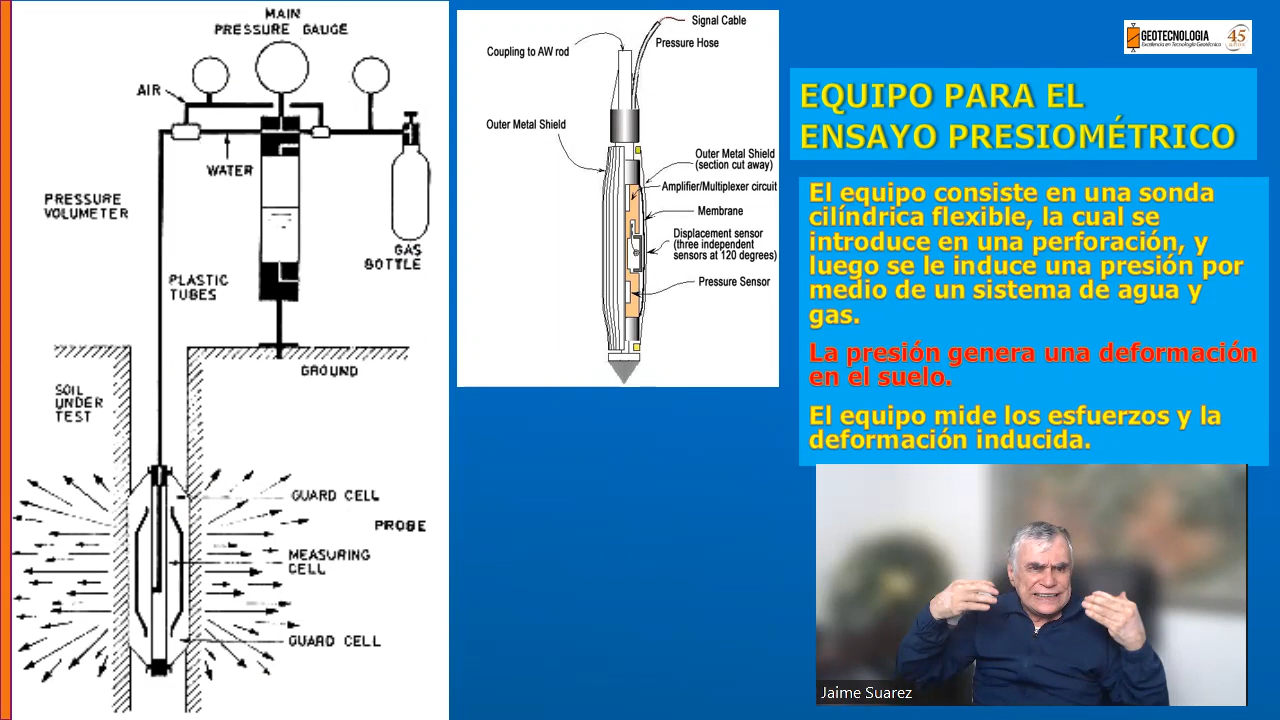 MAIN
PRESSURE GAUGE
AIR
WATER
PRESSURE
VOLUMETER
GAS
BOTTLE
PLASTIC
TUBES
GROUND
SOIL
UNDER
TEST
GUARD CELL
PROBE
MEASURING
CELL
GUARD CELL
Signal Cable
Pressure Hose
Coupling to AW rod
Outer Metal Shield
Outer Metal Shield
(section cut away)
Amplifier/Multiplexer circuit
Membrane
Displacement sensor
(three independent
sensors at 120 degrees)
Pressure Sensor
GEOTECNOLOGIA
Excelencia en Tecnología Geotécnica
45
EQUIPO PARA EL
ENSAYO PRESIOMÉTRICO
El equipo consiste en una sonda
cilíndrica flexible, la cual se
introduce en una perforación, y
luego se le induce una presión por
medio de un sistema de agua y
gas.
La presión genera una deformación
en el suelo.
El equipo mide los esfuerzos y la
deformación inducida.
Jaime Suarez